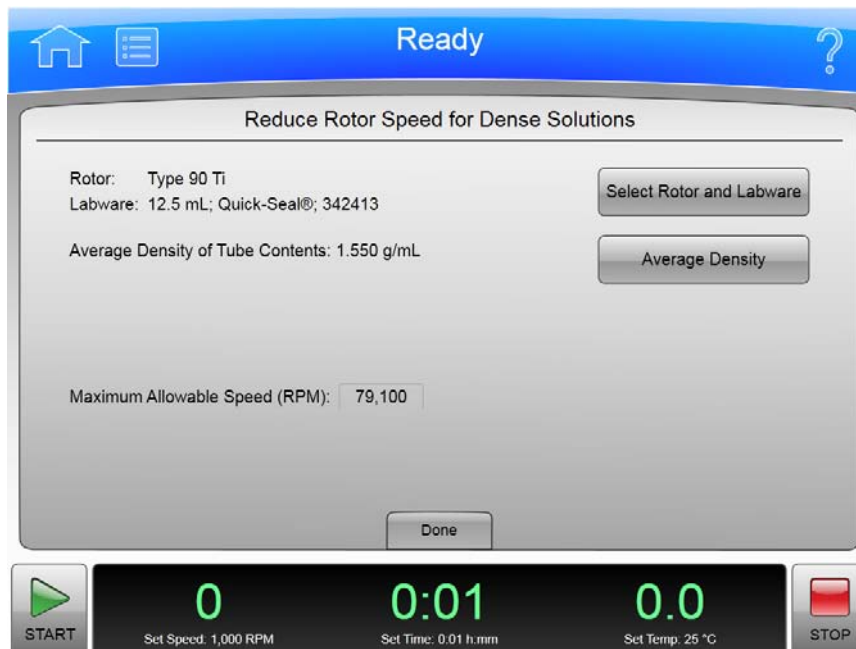 Ready
?
Reduce Rotor Speed for Dense Solutions
Rotor: Type 90 Ti
Labware: 12.5 mL; Quick-Seal®; 342413
Select Rotor and Labware
Average Density of Tube Contents: 1.550 g/mL
Average Density
Maximum Allowable Speed (RPM): 79,100
Done
START
0
Set Speed: 1,000 RPM
0:01
Set Time: 0:01 h:mm
0.0
Set Temp: 25 °C
STOP